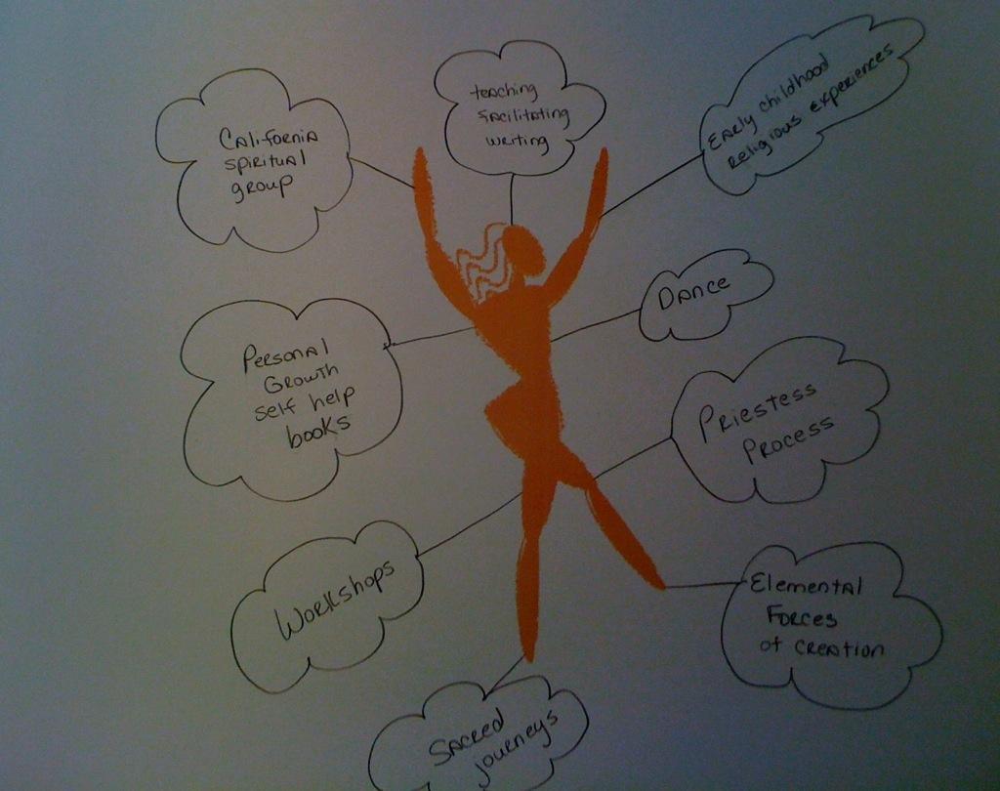 teaching
facilitating
writing
California
spiritual
group
Early childhood
religious experiences
Dance
Personal
Growth
self help
books
Priestess
Process
Workshops
Elemental
Forces
of creation
Sacred
journeys